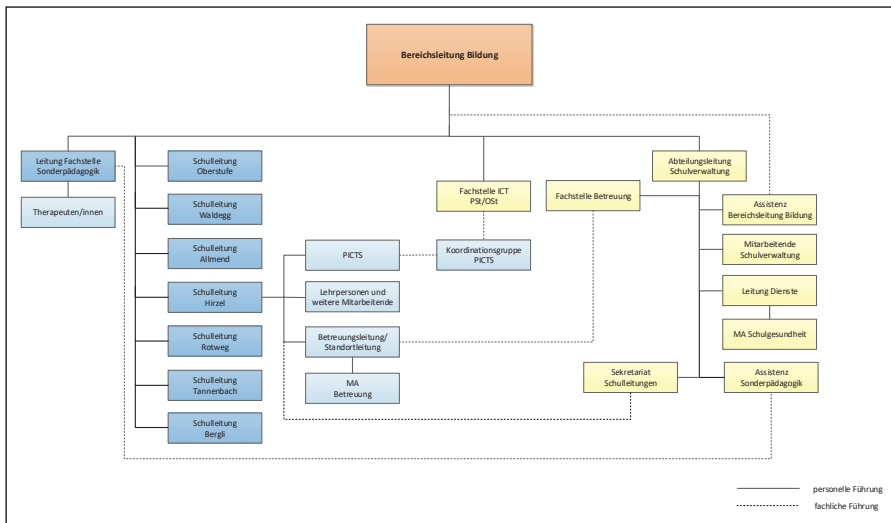 Bereichsleitung Bildung
Leitung Fachstelle
Sonderpädagogik
Therapeuten/innen
Schulleitung
Oberstufe
Schulleitung
Waldegg
Schulleitung
Allmend
Schulleitung
Hirzel
Schulleitung
Rotweg
Schulleitung
Tannenbach
Schulleitung
Bergli
PICTS
Lehrpersonen und
weitere Mitarbeitende
Betreuungsleitung/
Standortleitung
MA
Betreuung
Fachstelle ICT
PSt/OSt
Koordinationsgruppe
PICTS
Abteilungsleitung
Schulverwaltung
Fachstelle Betreuung
Assistenz
Bereichsleitung Bildung
Mitarbeitende
Schulverwaltung
Leitung Dienste
MA Schulgesundheit
Sekretariat
Schulleitungen
Assistenz
Sonderpädagogik
personelle Führung
fachliche Führung